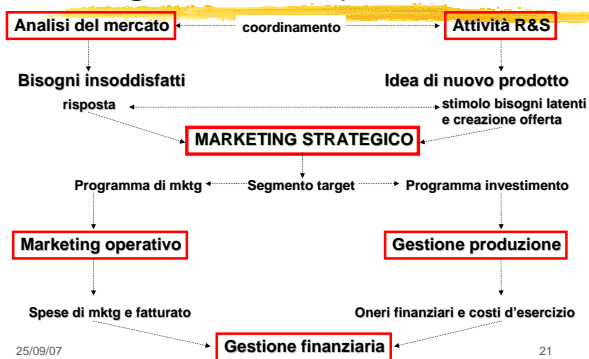 Analisi del mercato
coordinamento
Attività R&S
Bisogni insoddisfatti
Idea di nuovo prodotto
risposta
stimolo bisogni latenti
e creazione offerta
MARKETING STRATEGICO
Programma di mktg
Segmento target
Programma investimento
Marketing operativo
Gestione produzione
Spese di mktg e fatturato
Oneri finanziari e costi d'esercizio
25/09/07
Gestione finanziaria
21